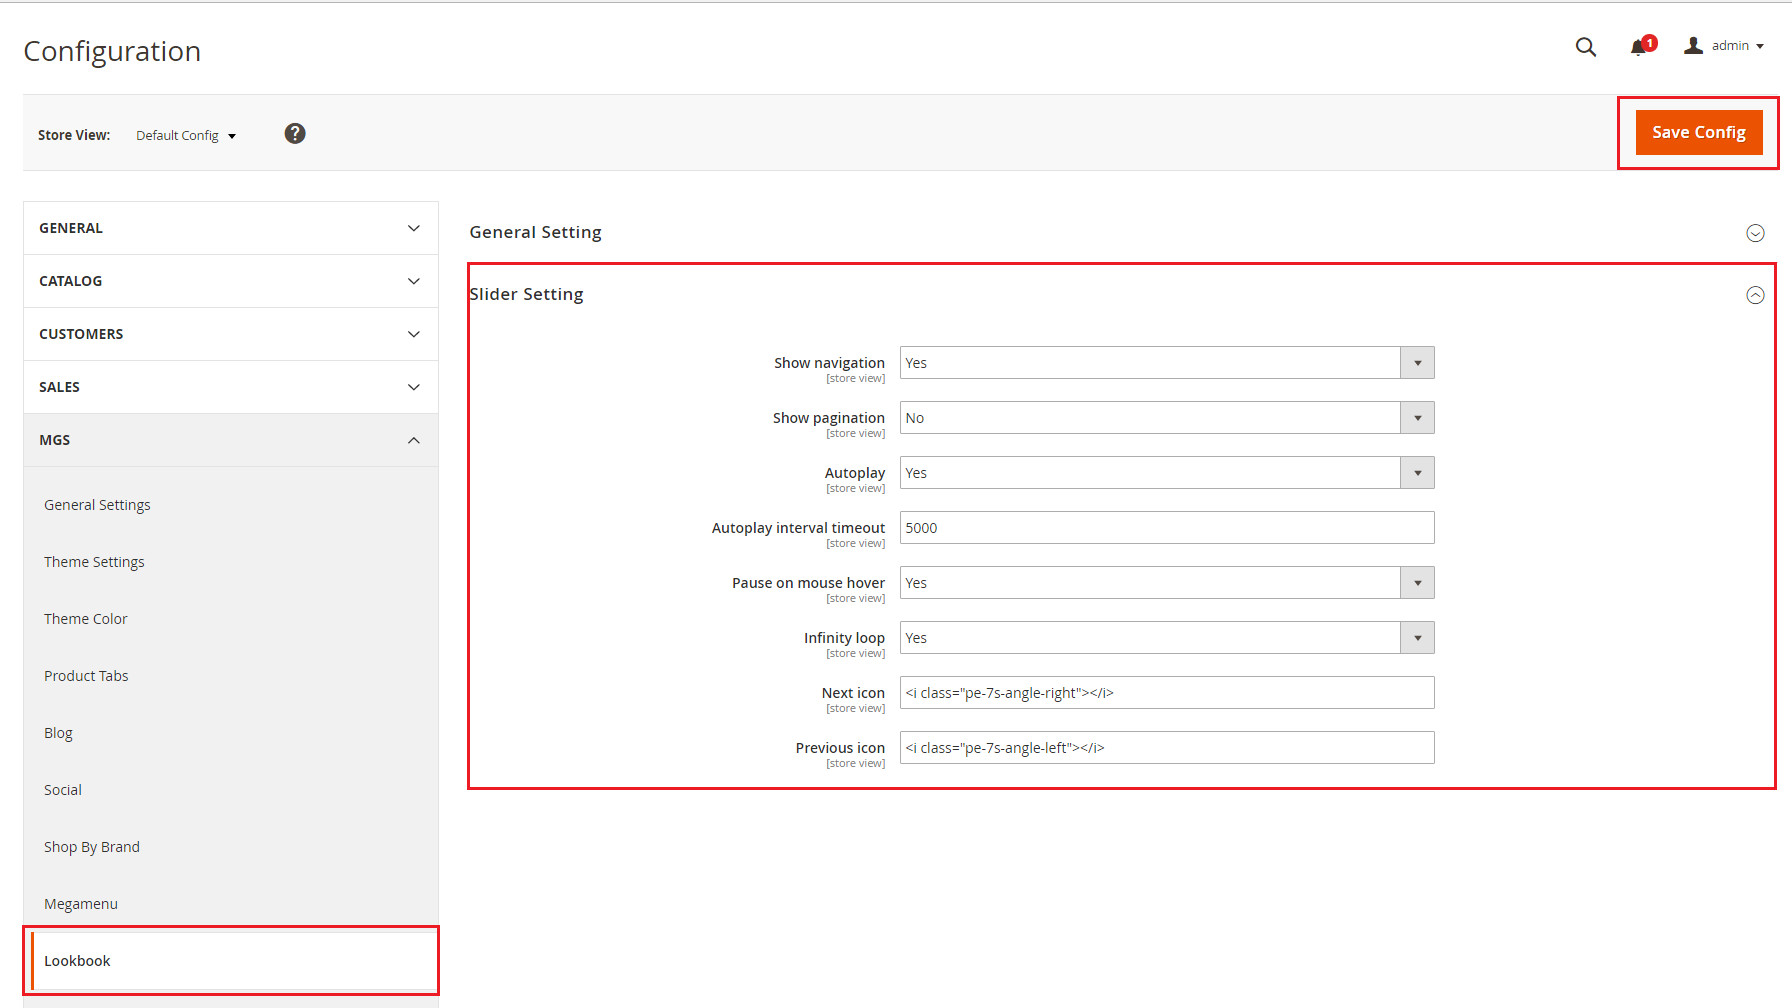 Configuration
1
admin
Store View: Default Config ?
Save Config
GENERAL
CATALOG
CUSTOMERS
SALES
MGS
General Settings
Theme Settings
Theme Color
Product Tabs
Blog
Social
Shop By Brand
Megamenu
Lookbook
General Setting
Slider Setting
Show navigation Yes
[store view]
Show pagination No
[store view]
Autoplay Yes
[store view]
Autoplay interval timeout 5000
[store view]
Pause on mouse hover Yes
[store view]
Infinity loop Yes
[store view]
Next icon <i class="pe-7s-angle-right"></i>
[store view]
Previous icon <i class="pe-7s-angle-left"></i>
[store view]